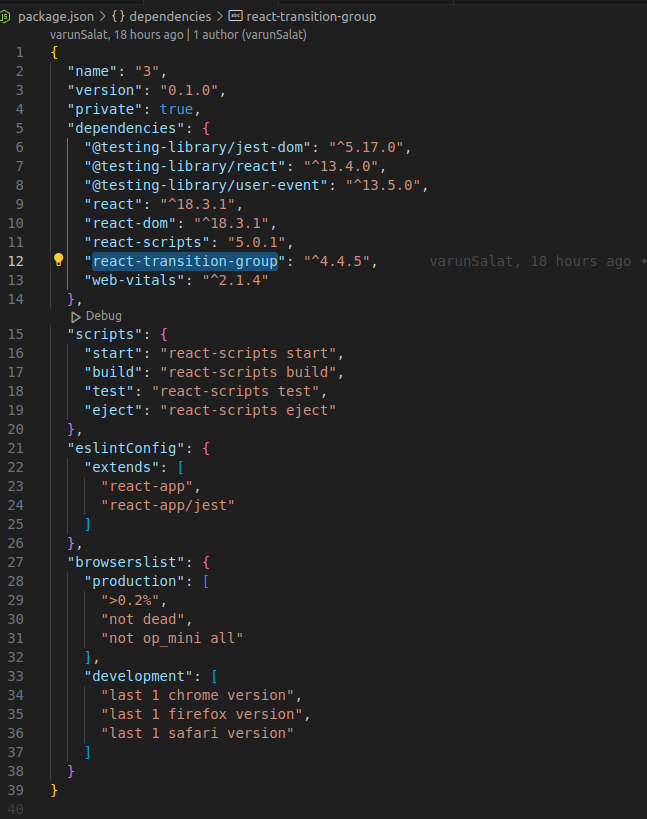 package.json > {} dependencies > abc react-transition-group
varunSalat, 18 hours ago | 1 author (varunSalat)
1 {
2 "name": "3",
3 "version": "0.1.0",
4 "private": true,
5 "dependencies": {
6 "@testing-library/jest-dom": "^5.17.0",
7 "@testing-library/react": "^13.4.0",
8 "@testing-library/user-event": "^13.5.0",
9 "react": "^18.3.1",
10 "react-dom": "^18.3.1",
11 "react-scripts": "5.0.1",
12 "react-transition-group": "^4.4.5", varunSalat, 18 hours ago •
13 "web-vitals": "^2.1.4"
14 },
Debug
15 "scripts": {
16 "start": "react-scripts start",
17 "build": "react-scripts build",
18 "test": "react-scripts test",
19 "eject": "react-scripts eject"
20 },
21 "eslintConfig": {
22 "extends": [
23 "react-app",
24 "react-app/jest"
25 ]
26 },
27 "browserslist": {
28 "production": [
29 ">0.2%",
30 "not dead",
31 "not op_mini all"
32 ],
33 "development": [
34 "last 1 chrome version",
35 "last 1 firefox version",
36 "last 1 safari version"
37 ]
38 }
39 }
40